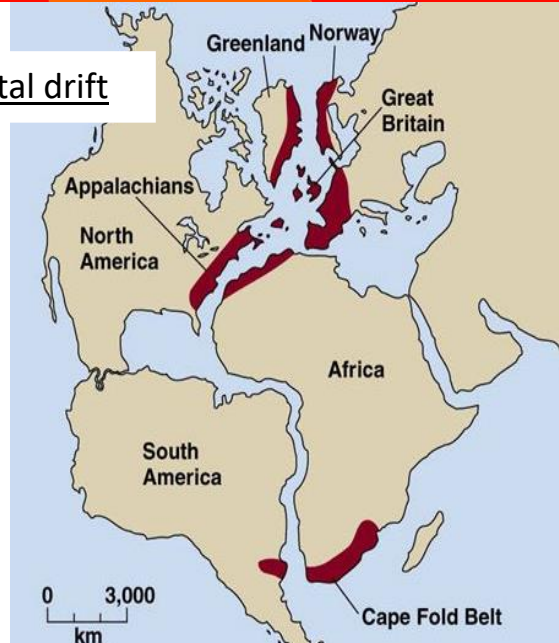 tal drift
Greenland
Norway
Great
Britain
Appalachians
North
America
Africa
South
America
0 3,000
km
Cape Fold Belt